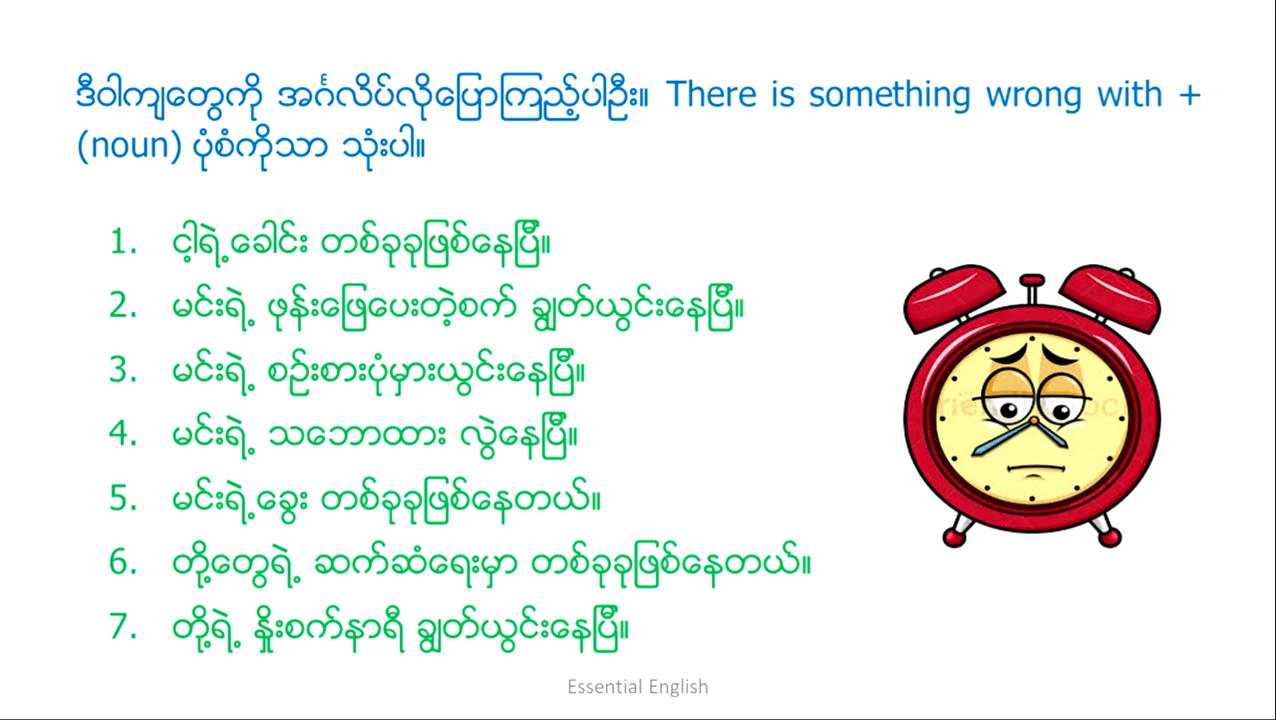 ဒီဝါကျတွေကို အင်္ဂလိပ်လိုပြောကြည့်ပါဦး။ There is something wrong with +
(noun) ပုံစံကိုသာ သုံးပါ။
1. ငါ့ရဲ့ခေါင်း တစ်ခုခုဖြစ်နေပြီ။
2. မင်းရဲ့ ဖုန်းဖြေပေးတဲ့စက် ချွတ်ယွင်းနေပြီ။
3. မင်းရဲ့ စဉ်းစားပုံမှားယွင်းနေပြီ။
4. မင်းရဲ့ သဘောထား လွဲနေပြီ။
5. မင်းရဲ့ခွေး တစ်ခုခုဖြစ်နေတယ်။
6. တို့တွေရဲ့ ဆက်ဆံရေးမှာ တစ်ခုခုဖြစ်နေတယ်။
7. တို့ရဲ့ နှိုးစက်နာရီ ချွတ်ယွင်းနေပြီ။
Essential English